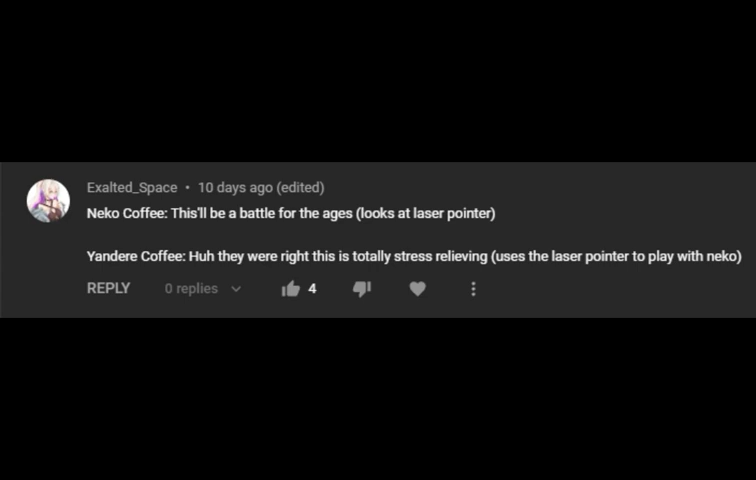 Exalted_Space • 10 days ago (edited)
Neko Coffee: This'll be a battle for the ages (looks at laser pointer)
Yandere Coffee: Huh they were right this is totally stress relieving (uses the laser pointer to play with neko)
REPLY 0 replies 4